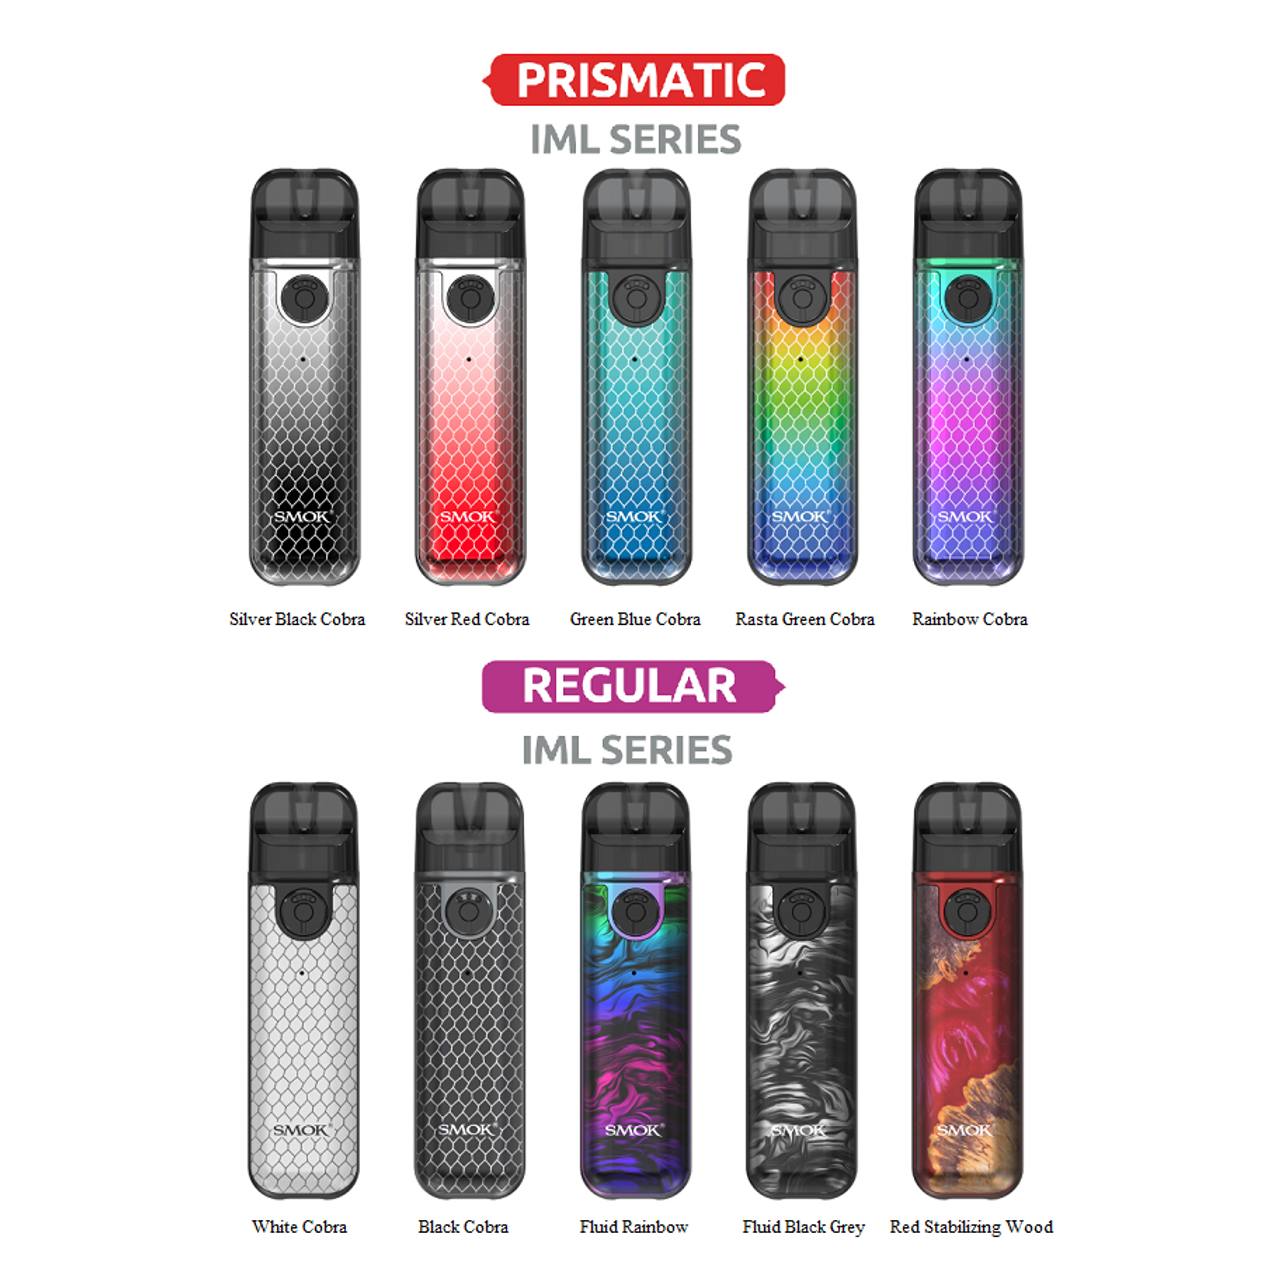 PRISMATIC
IML SERIES
SMOK® SMOK® SMOK® SMOK® SMOK®
Silver Black Cobra Silver Red Cobra Green Blue Cobra Rasta Green Cobra Rainbow Cobra
REGULAR
IML SERIES
SMOK® SMOK® SMOK® SMOK® SMOK®
White Cobra Black Cobra Fluid Rainbow Fluid Black Grey Red Stabilizing Wood